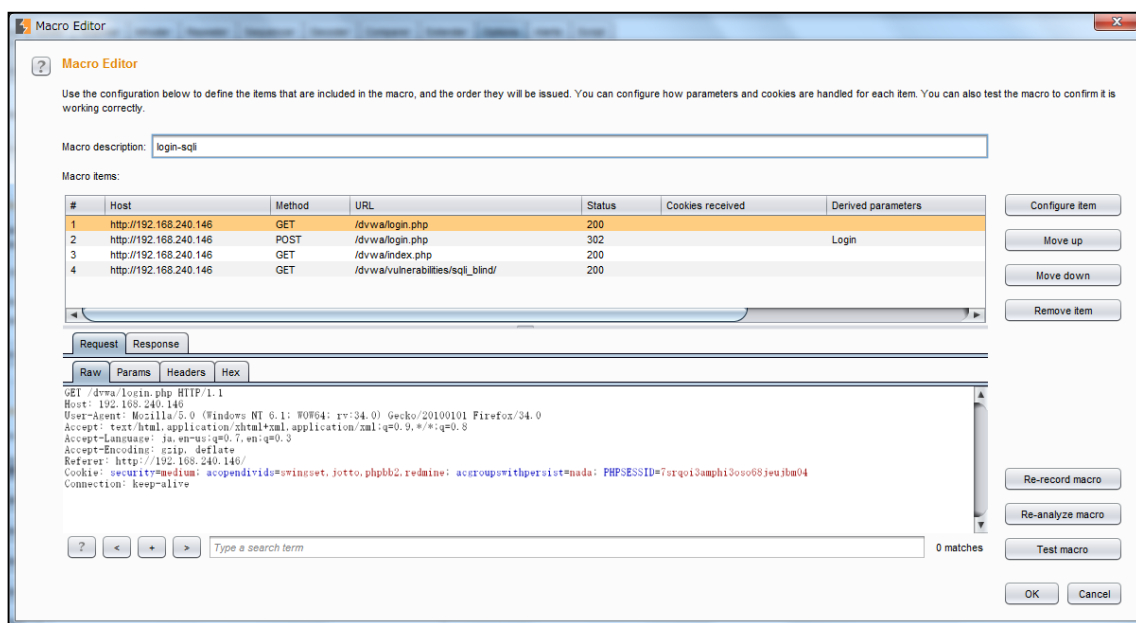 Macro Editor
Macro Editor
Use the configuration below to define the items that are included in the macro, and the order they will be issued. You can configure how parameters and cookies are handled for each item. You can also test the macro to confirm it is
working correctly.
Macro description: login-sqli
Macro items:
# Host Method URL Status Cookies received Derived parameters
1 http://192.168.240.146 GET /dvwa/login.php 200
2 http://192.168.240.146 POST /dvwa/login.php 302 Login
3 http://192.168.240.146 GET /dvwa/index.php 200
4 http://192.168.240.146 GET /dvwa/vulnerabilities/sqli_blind/ 200
Configure item
Move up
Move down
Remove item
Request Response
Raw Params Headers Hex
GET /dvwa/login.php HTTP/1.1
Host: 192.168.240.146
User-Agent: Mozilla/5.0 (Windows NT 6.1; WOW64; rv:34.0) Gecko/20100101 Firefox/34.0
Accept: text/html,application/xhtml+xml,application/xml;q=0.9,*/*;q=0.8
Accept-Language: ja,en-us;q=0.7,en;q=0.3
Accept-Encoding: gzip, deflate
Referer: http://192.168.240.146/
Cookie: security=medium; acopendivids=swingset,jotto,phpbb2,redmine; acgroupswithpersist=nada; PHPSESSID=7srqoi3amphi3oso68jeujbm04
Connection: keep-alive
Re-record macro
Re-analyze macro
Test macro
? < + > Type a search term 0 matches
OK Cancel